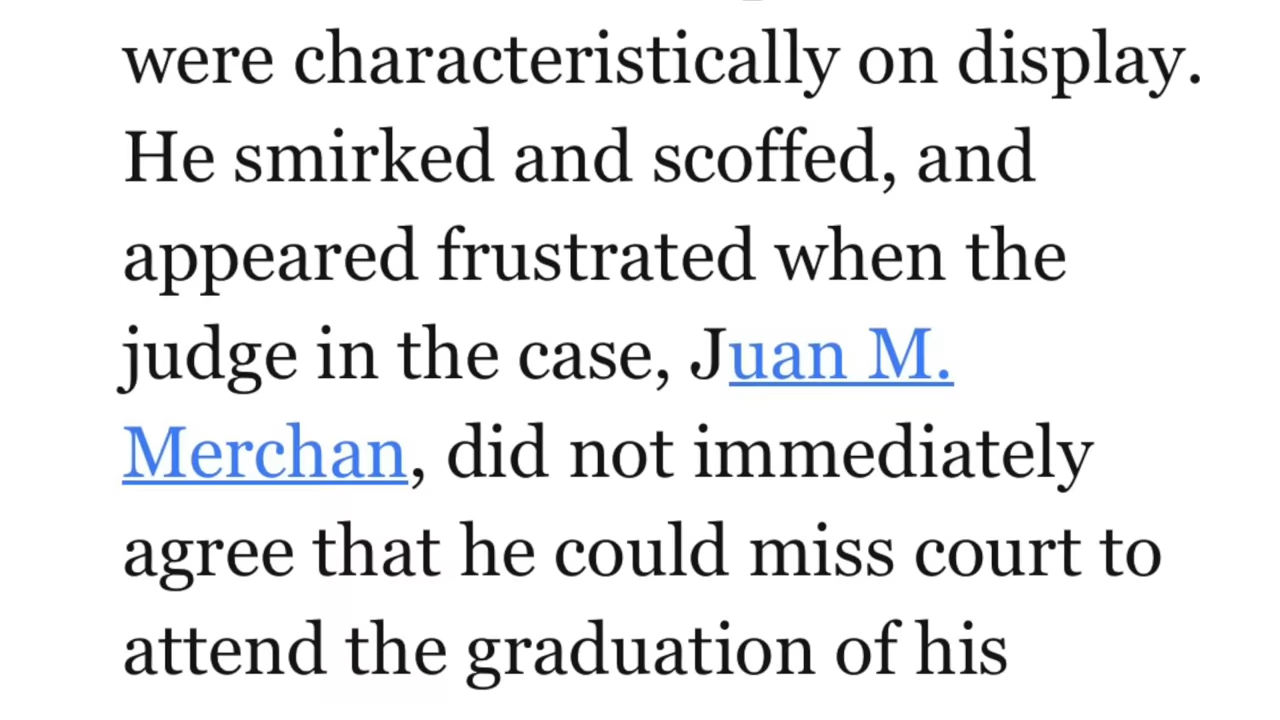 were characteristically on display.
He smirked and scoffed, and
appeared frustrated when the
judge in the case, Juan M.
Merchan, did not immediately
agree that he could miss court to
attend the graduation of his